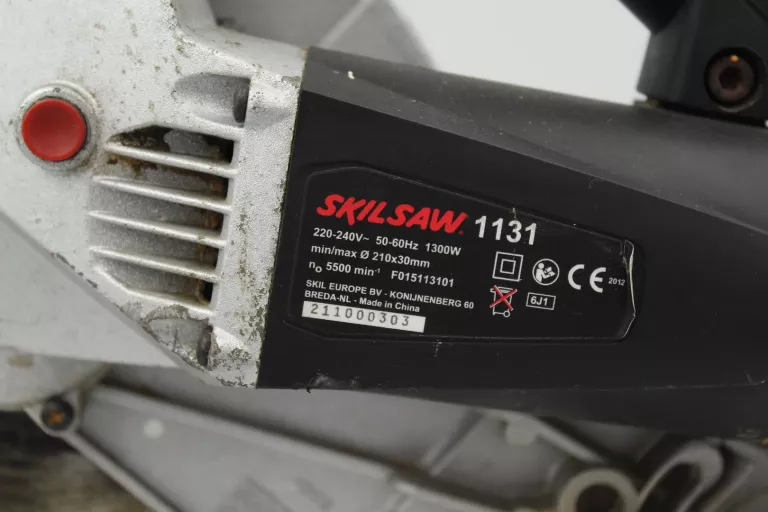 SKILSAW 1131
220-240V~ 50-60Hz 1300W
min/max Ø 210x30mm
n₀ 5500 min⁻¹ F015113101
SKIL EUROPE BV - KONIJNENBERG 60
BREDA-NL - Made in China
211000303
CE 2012
6J1